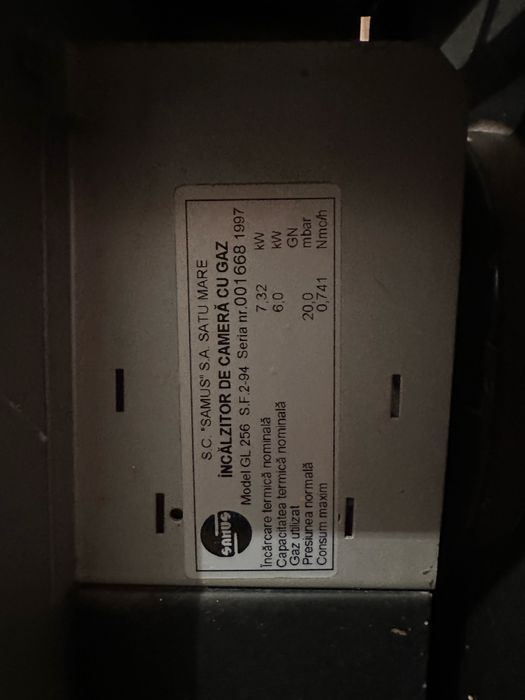 S.C. "SAMUS" S.A. SATU MARE
ÎNCĂLZITOR DE CAMERĂ CU GAZ
Model GL 256 S.F.2-94 Seria nr.001668 1997
SAMUS
Încărcare termică nominală 7,32 kW
Capacitatea termică nominală 6,0 kW
Gaz utilizat GN
Presiunea normală 20,0 mbar
Consum maxim 0,741 Nmc/h